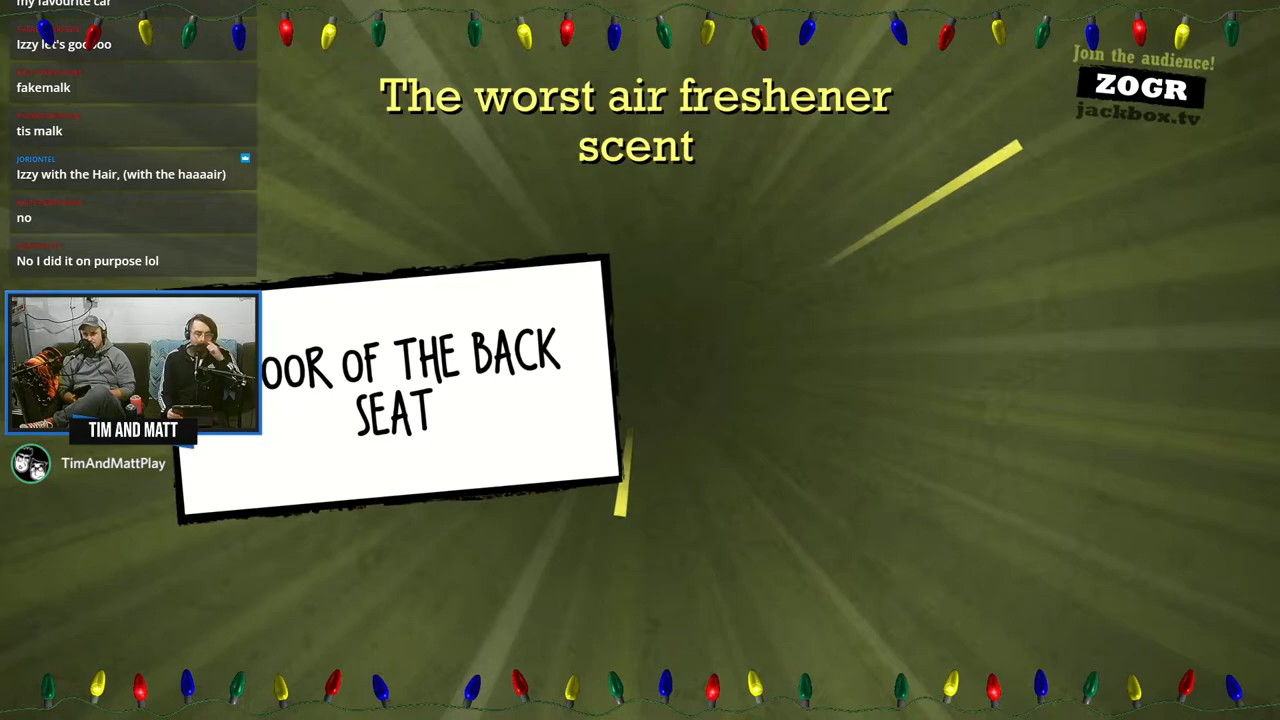 my favourite car
Izzy let's gooooo
fakemalk
tis malk
JORIONTEL
Izzy with the Hair, (with the haaaair)
no
No I did it on purpose lol
The worst air freshener
scent
Join the audience!
ZOGR
jackbox.tv
OOR OF THE BACK
SEAT
TIM AND MATT
TimAndMattPlay